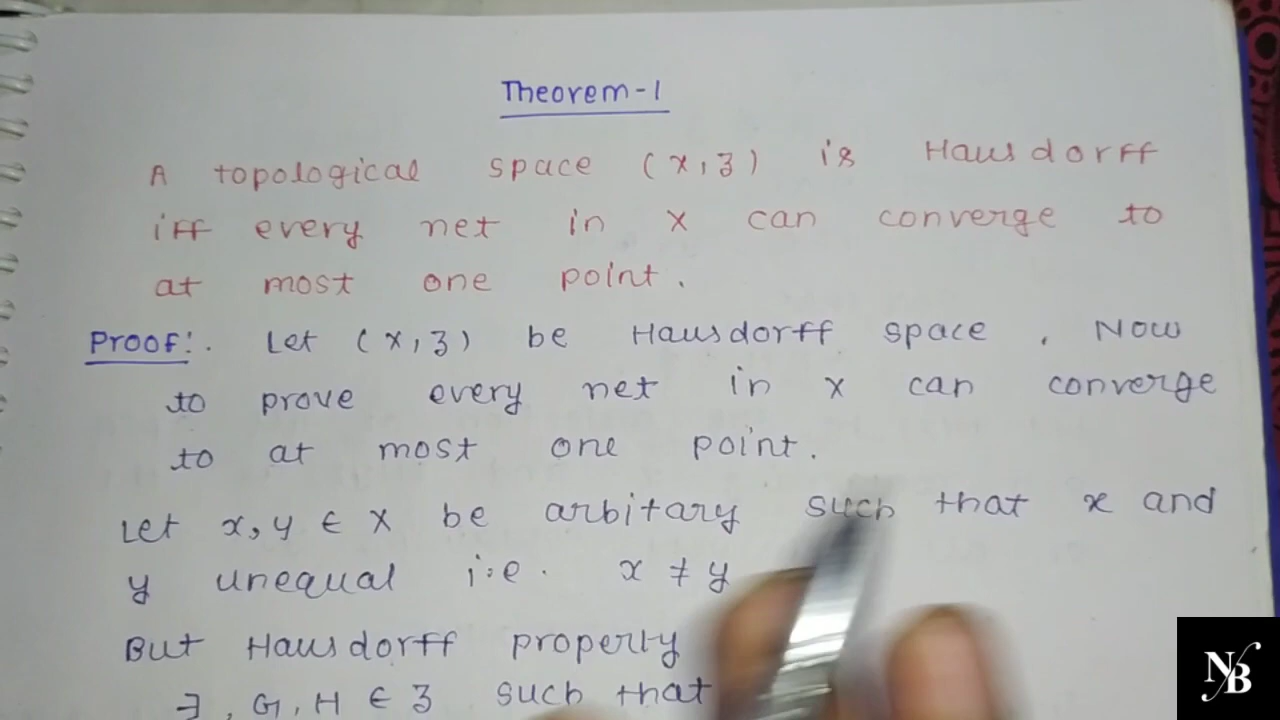 Theorem-1
A topological space (X, ℑ) is Hausdorff
iff every net in X can converge to
at most one point.
Proof:. Let (X, ℑ) be Hausdorff space. Now
to prove every net in X can converge
to at most one point.
Let x, y ∈ X be arbitary such that x and
y unequal i.e. x ≠ y
But Hausdorff property
∃, G, H ∈ ℑ such that
NB